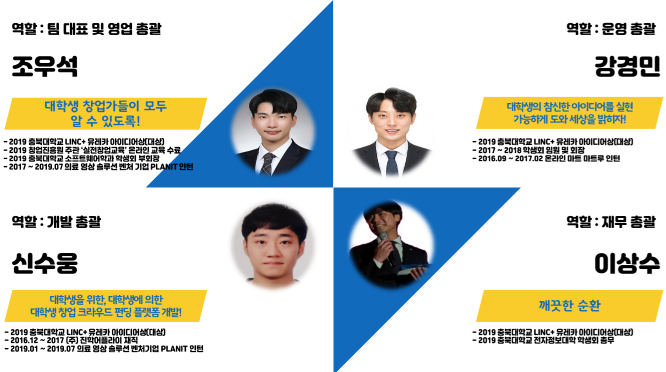 역할 : 팀 대표 및 영업 총괄
조우석
대학생 창업가들이 모두
알 수 있도록!
- 2019 충북대학교 LINC+ 유레카 아이디어상(대상)
- 2019 창업진흥원 주관 '실전창업교육' 온라인 교육 수료
- 2019 충북대학교 소프트웨어학과 학생회 부회장
- 2017 ~ 2019.07 의료 영상 솔루션 벤처 기업 PLANIT 인턴
역할 : 운영 총괄
강경민
대학생의 참신한 아이디어를 실현
가능하게 도와 세상을 밝히자!
- 2019 충북대학교 LINC+ 유레카 아이디어상(대상)
- 2017 ~ 2018 학생회 임원 및 회장
- 2016.09 ~ 2017.02 온라인 마트 마트루 인턴
역할 : 개발 총괄
신수웅
대학생을 위한, 대학생에 의한
대학생 창업 크라우드 펀딩 플랫폼 개발!
- 2019 충북대학교 LINC+ 유레카 아이디어상(대상)
- 2016.12 ~ 2017 (주) 진학어플라이 재직
- 2019.01 ~ 2019.07 의료 영상 솔루션 벤처기업 PLANIT 인턴
역할 : 재무 총괄
이상수
깨끗한 순환
- 2019 충북대학교 LINC+ 유레카 아이디어상(대상)
- 2019 충북대학교 전자정보대학 학생회 총무